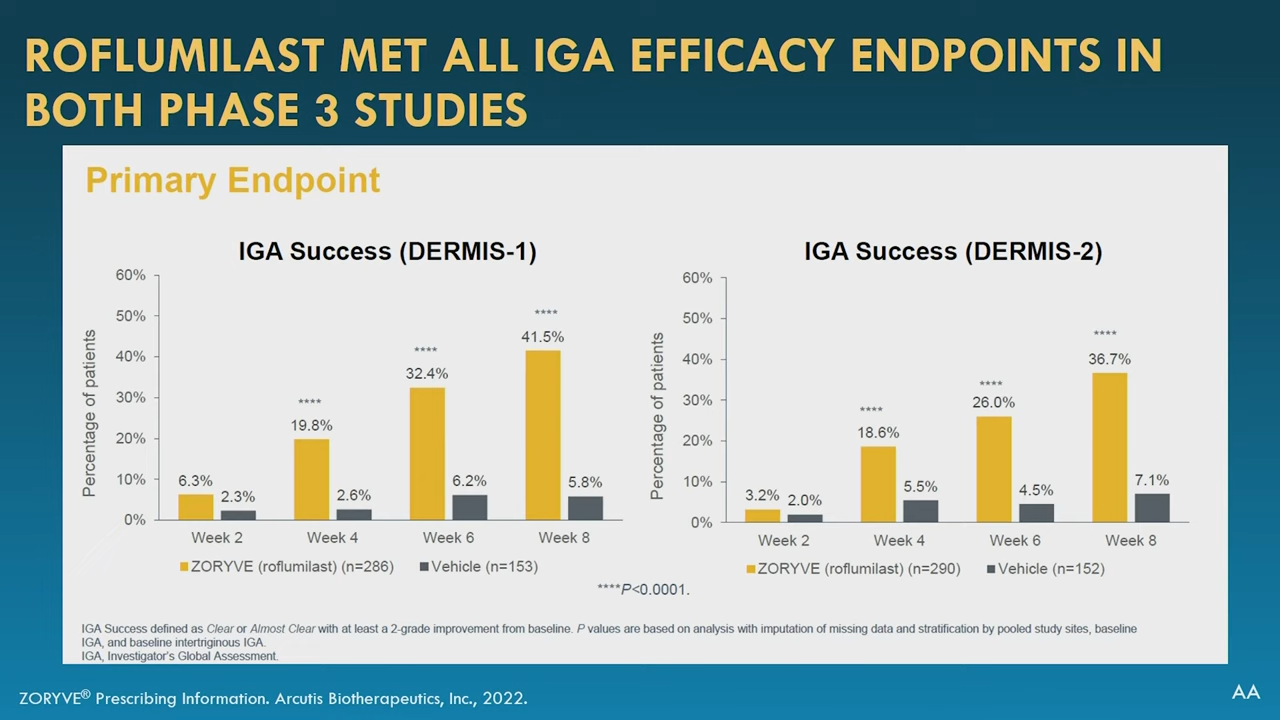 ROFLUMILAST MET ALL IGA EFFICACY ENDPOINTS IN
BOTH PHASE 3 STUDIES
Primary Endpoint
IGA Success (DERMIS-1)
Percentage of patients
60%
50%
40%
30%
20%
10%
0%
6.3%
2.3%
****
19.8%
2.6%
****
32.4%
6.2%
****
41.5%
5.8%
Week 2
Week 4
Week 6
Week 8
ZORYVE (roflumilast) (n=286)
Vehicle (n=153)
IGA Success (DERMIS-2)
Percentage of patients
60%
50%
40%
30%
20%
10%
0%
3.2%
2.0%
****
18.6%
5.5%
****
26.0%
4.5%
****
36.7%
7.1%
Week 2
Week 4
Week 6
Week 8
ZORYVE (roflumilast) (n=290)
Vehicle (n=152)
****P<0.0001.
IGA Success defined as Clear or Almost Clear with at least a 2-grade improvement from baseline. P values are based on analysis with imputation of missing data and stratification by pooled study sites, baseline
IGA, and baseline intertriginous IGA.
IGA, Investigator's Global Assessment.
ZORYVE® Prescribing Information. Arcutis Biotherapeutics, Inc., 2022.
AA